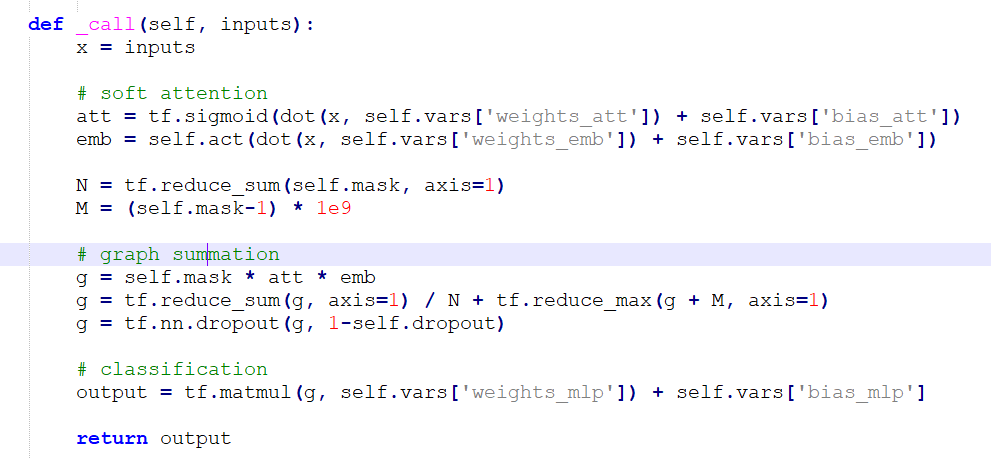 def _call(self, inputs):
x = inputs
# soft attention
att = tf.sigmoid(dot(x, self.vars['weights_att']) + self.vars['bias_att'])
emb = self.act(dot(x, self.vars['weights_emb']) + self.vars['bias_emb'])
N = tf.reduce_sum(self.mask, axis=1)
M = (self.mask-1) * 1e9
# graph summation
g = self.mask * att * emb
g = tf.reduce_sum(g, axis=1) / N + tf.reduce_max(g + M, axis=1)
g = tf.nn.dropout(g, 1-self.dropout)
# classification
output = tf.matmul(g, self.vars['weights_mlp']) + self.vars['bias_mlp']
return output